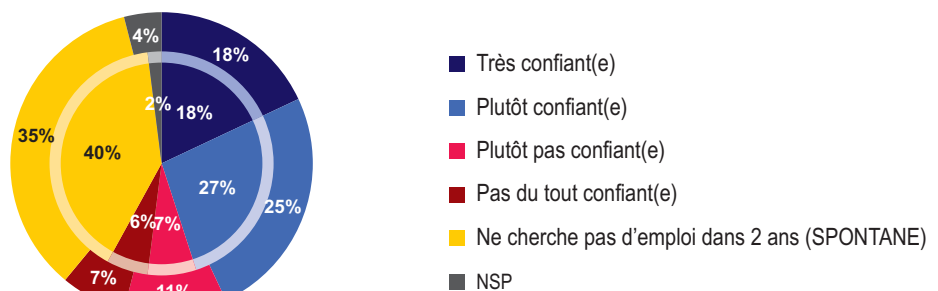 4%
18%
2%
18%
35%
40%
27%
25%
6%
7%
7%
11%
Très confiant(e)
Plutôt confiant(e)
Plutôt pas confiant(e)
Pas du tout confiant(e)
Ne cherche pas d’emploi dans 2 ans (SPONTANE)
NSP